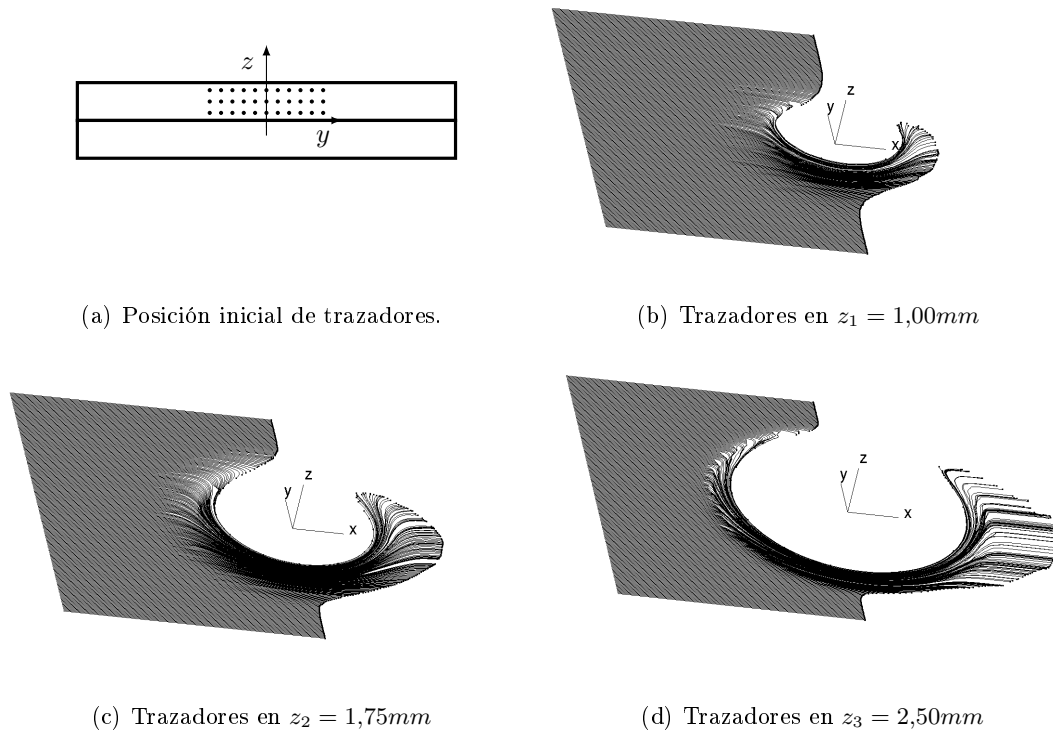 z
y
(a) Posición inicial de trazadores.
z
y
x
(b) Trazadores en z₁ = 1,00mm
z
y
x
(c) Trazadores en z₂ = 1,75mm
z
y
x
(d) Trazadores en z₃ = 2,50mm